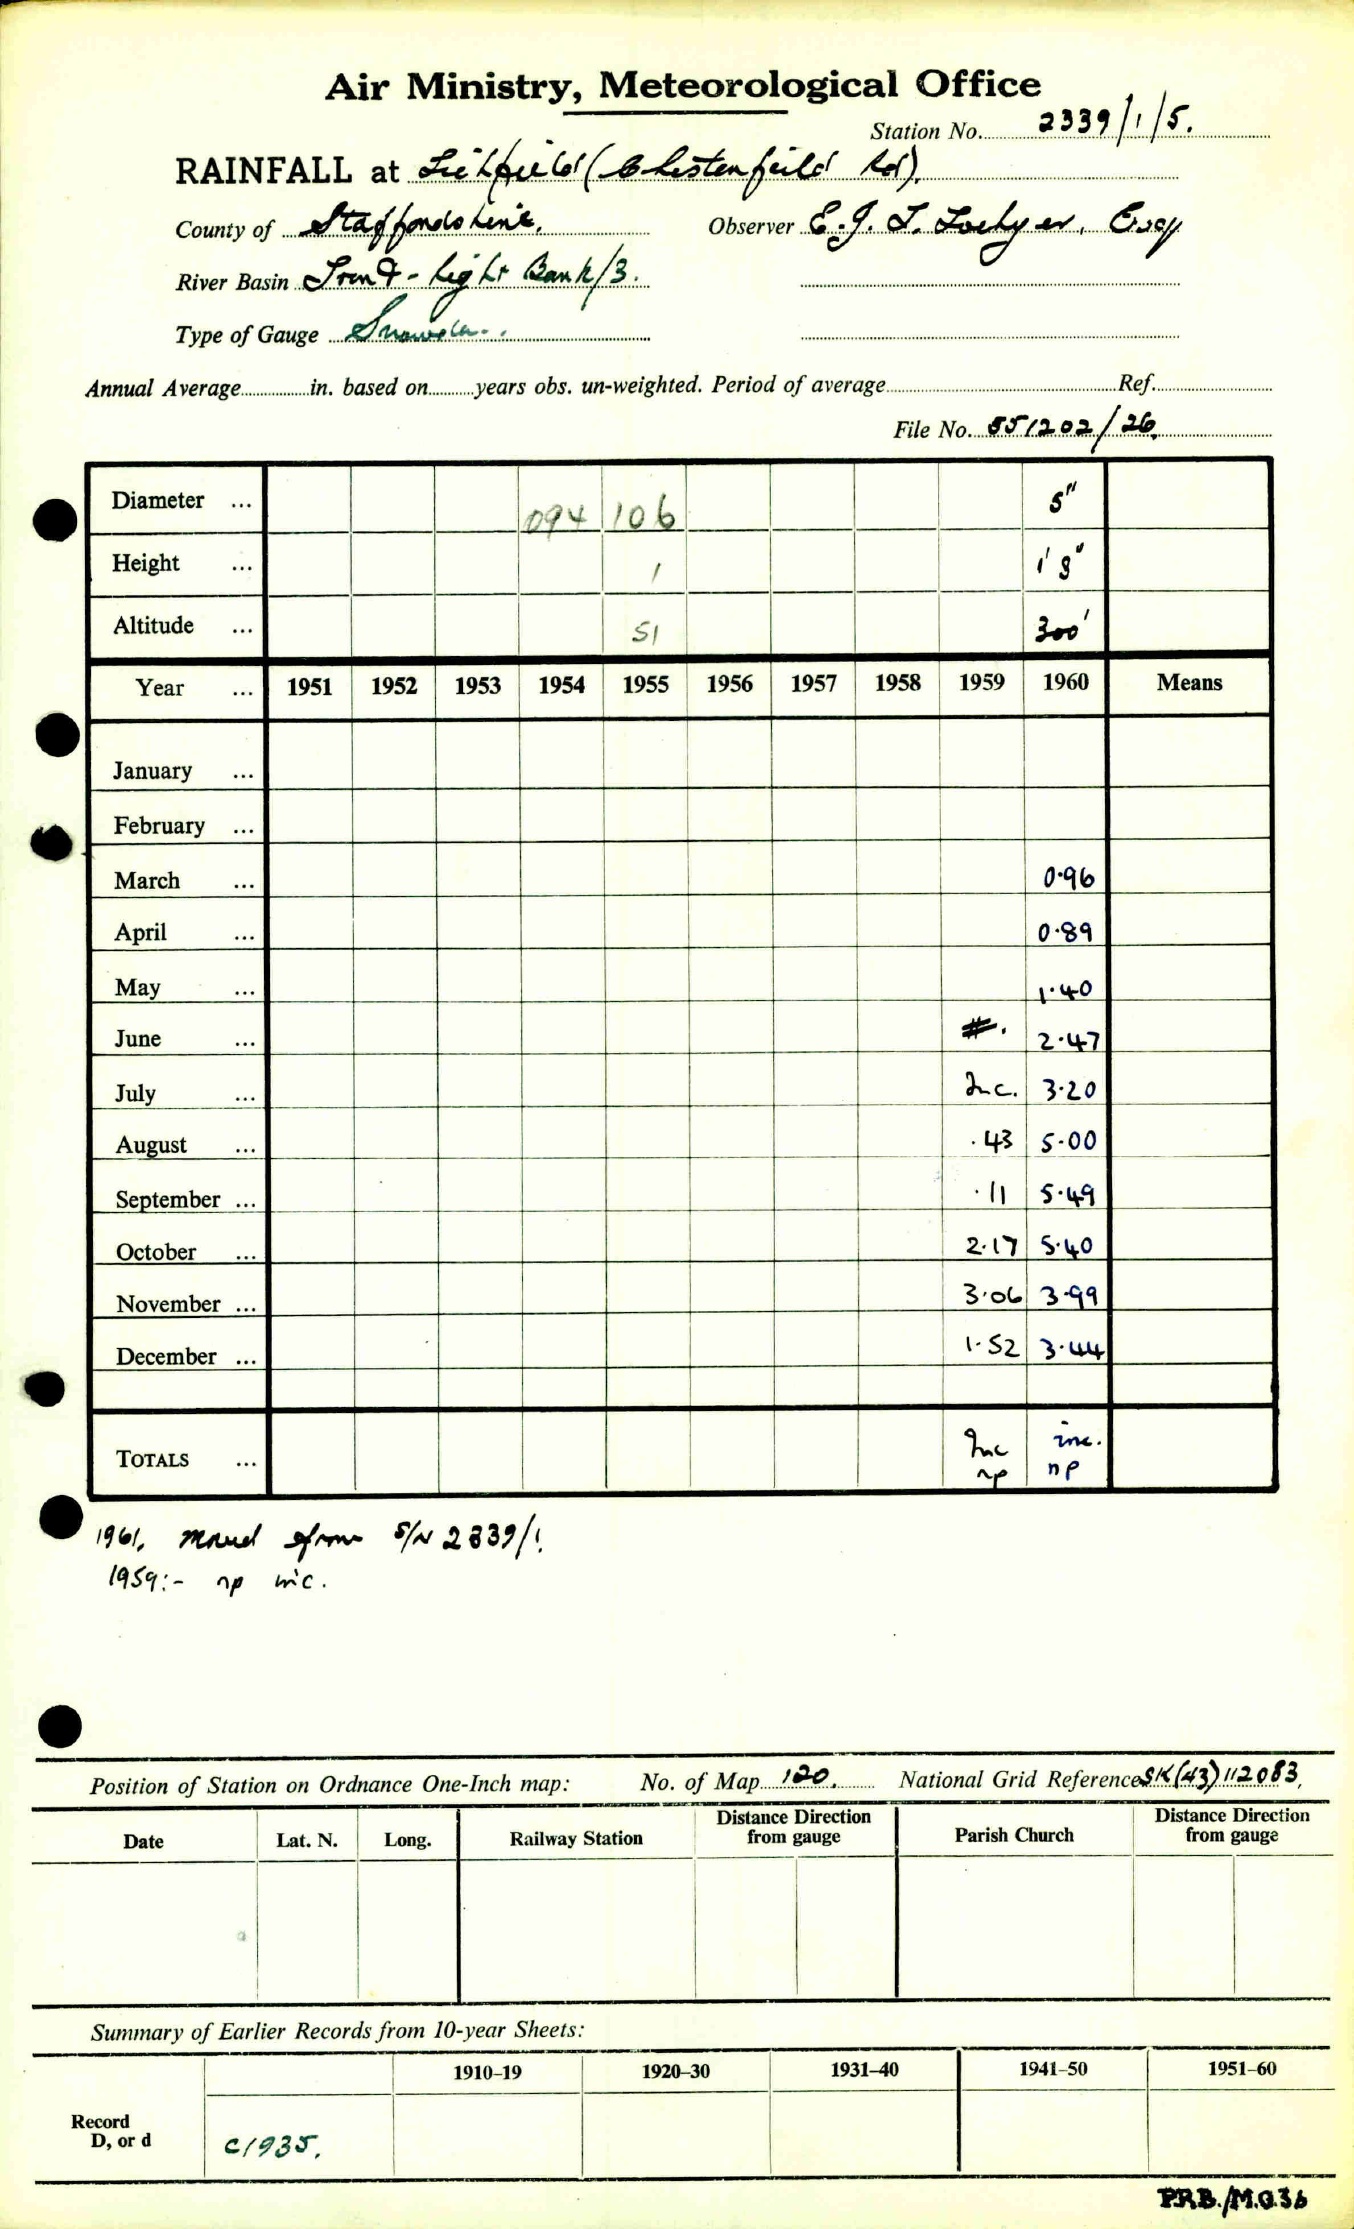 Air Ministry, Meteorological Office
Station No. 2339/1/5.
RAINFALL at Lichfield (Chesterfield Rd).
County of Staffordshire. Observer E. J. T. Esq
River Basin Trent - Right Bank/3.
Type of Gauge Snowdon.
Annual Average in. based on years obs. un-weighted. Period of average Ref.
File No. 551202/26.
Diameter ... 094 106 5"
Height ... 1 1' 3"
Altitude ... 51 300'
Year ... 1951 1952 1953 1954 1955 1956 1957 1958 1959 1960 Means
January ...
February ...
March ... 0.96
April ... 0.89
May ... 1.40
June ... 2.47
July ... Inc. 3.20
August ... .43 5.00
September ... .11 5.49
October ... 2.17 5.40
November ... 3.06 3.99
December ... 1.52 3.44
TOTALS ... Inc np inc. np
1961. Moved from S/N 2339/1.
1959:- np inc.
Position of Station on Ordnance One-Inch map: No. of Map 120. National Grid Reference SK(43)112083.
Date Lat. N. Long. Railway Station Distance Direction from gauge Parish Church Distance Direction from gauge
Summary of Earlier Records from 10-year Sheets:
1910–19 1920–30 1931–40 1941–50 1951–60
Record
D, or d C1935.
P.R.B./M.O.36